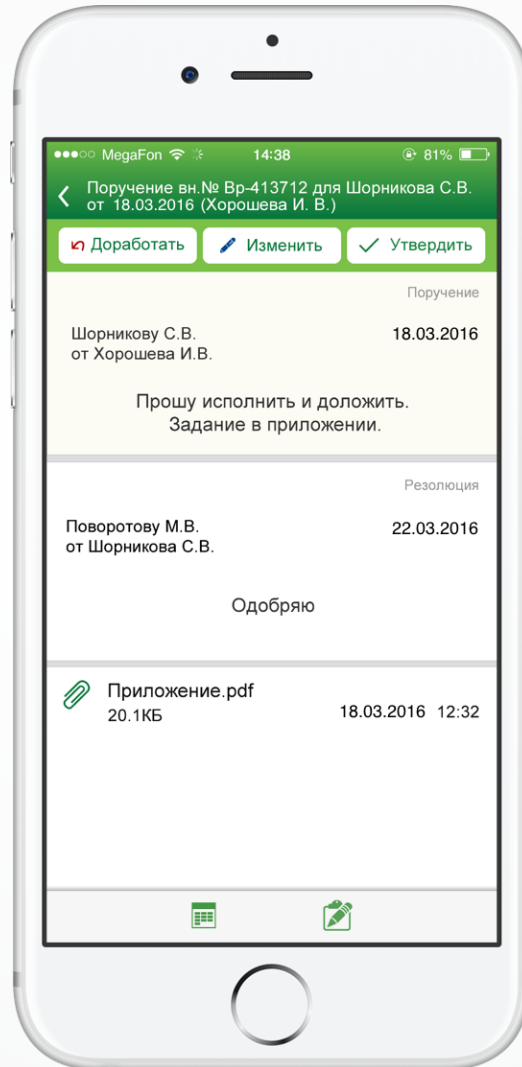 MegaFon 14:38 81%
Поручение вн.№ Вр-413712 для Шорникова С.В.
от 18.03.2016 (Хорошева И. В.)
Доработать Изменить Утвердить
Поручение
Шорникову С.В. 18.03.2016
от Хорошева И.В.
Прошу исполнить и доложить.
Задание в приложении.
Резолюция
Поворотову М.В. 22.03.2016
от Шорникова С.В.
Одобряю
Приложение.pdf
20.1КБ 18.03.2016 12:32